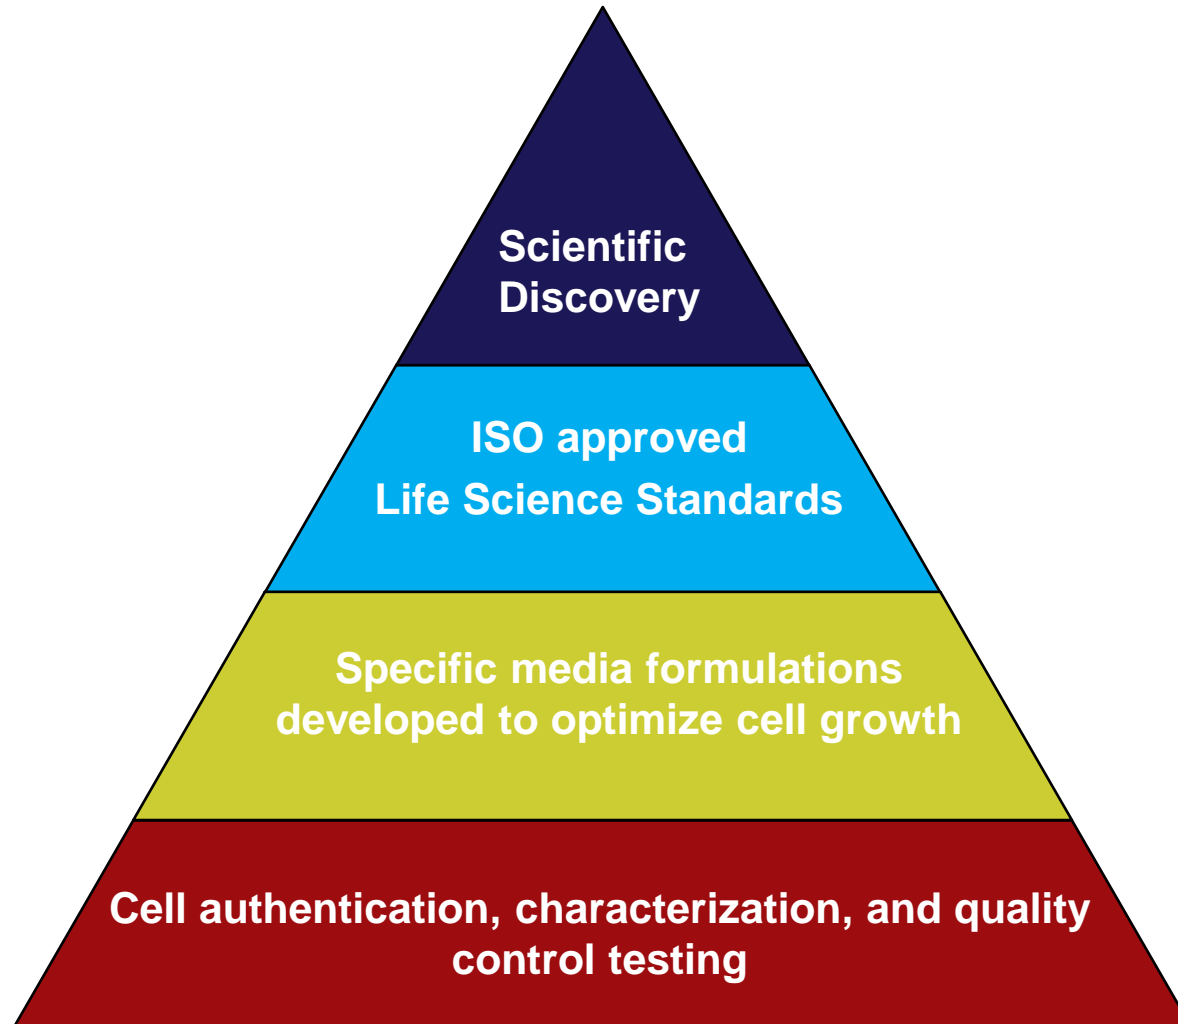 Scientific
Discovery
ISO approved
Life Science Standards
Specific media formulations
developed to optimize cell growth
Cell authentication, characterization, and quality
control testing